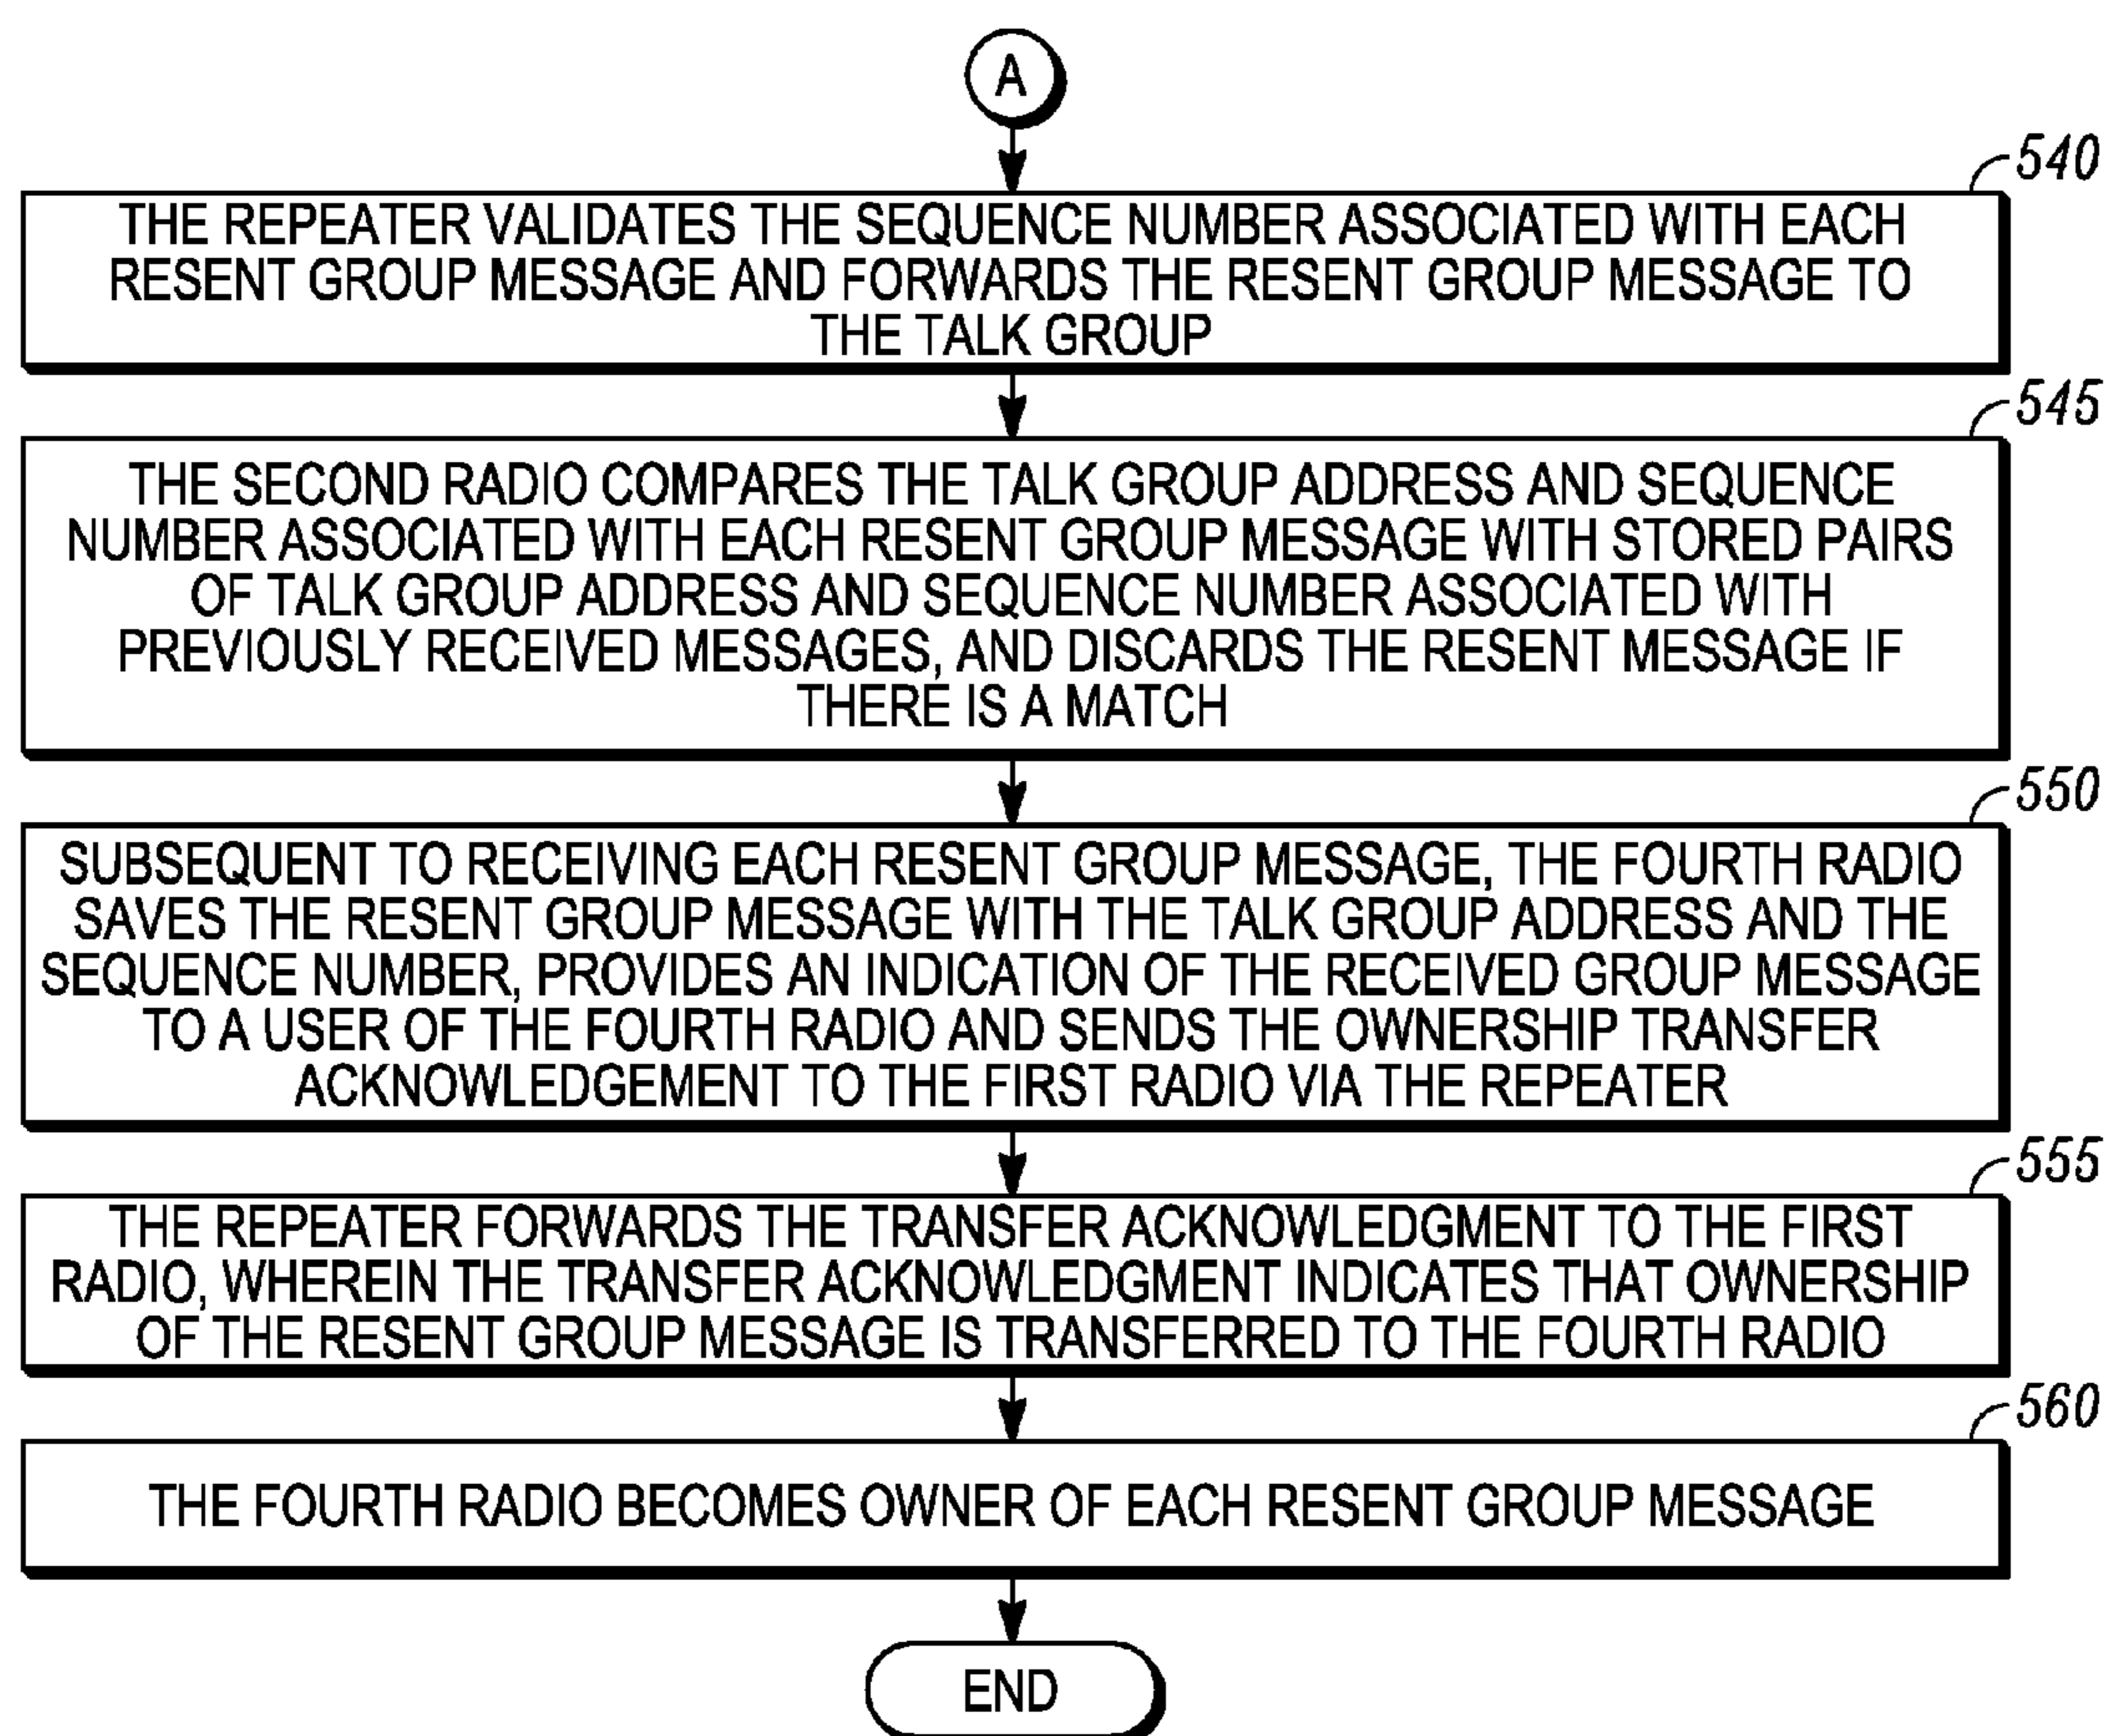 A
540
THE REPEATER VALIDATES THE SEQUENCE NUMBER ASSOCIATED WITH EACH
RESENT GROUP MESSAGE AND FORWARDS THE RESENT GROUP MESSAGE TO
THE TALK GROUP
545
THE SECOND RADIO COMPARES THE TALK GROUP ADDRESS AND SEQUENCE
NUMBER ASSOCIATED WITH EACH RESENT GROUP MESSAGE WITH STORED PAIRS
OF TALK GROUP ADDRESS AND SEQUENCE NUMBER ASSOCIATED WITH
PREVIOUSLY RECEIVED MESSAGES, AND DISCARDS THE RESENT MESSAGE IF
THERE IS A MATCH
550
SUBSEQUENT TO RECEIVING EACH RESENT GROUP MESSAGE, THE FOURTH RADIO
SAVES THE RESENT GROUP MESSAGE WITH THE TALK GROUP ADDRESS AND THE
SEQUENCE NUMBER, PROVIDES AN INDICATION OF THE RECEIVED GROUP MESSAGE
TO A USER OF THE FOURTH RADIO AND SENDS THE OWNERSHIP TRANSFER
ACKNOWLEDGEMENT TO THE FIRST RADIO VIA THE REPEATER
555
THE REPEATER FORWARDS THE TRANSFER ACKNOWLEDGMENT TO THE FIRST
RADIO, WHEREIN THE TRANSFER ACKNOWLEDGMENT INDICATES THAT OWNERSHIP
OF THE RESENT GROUP MESSAGE IS TRANSFERRED TO THE FOURTH RADIO
560
THE FOURTH RADIO BECOMES OWNER OF EACH RESENT GROUP MESSAGE
END